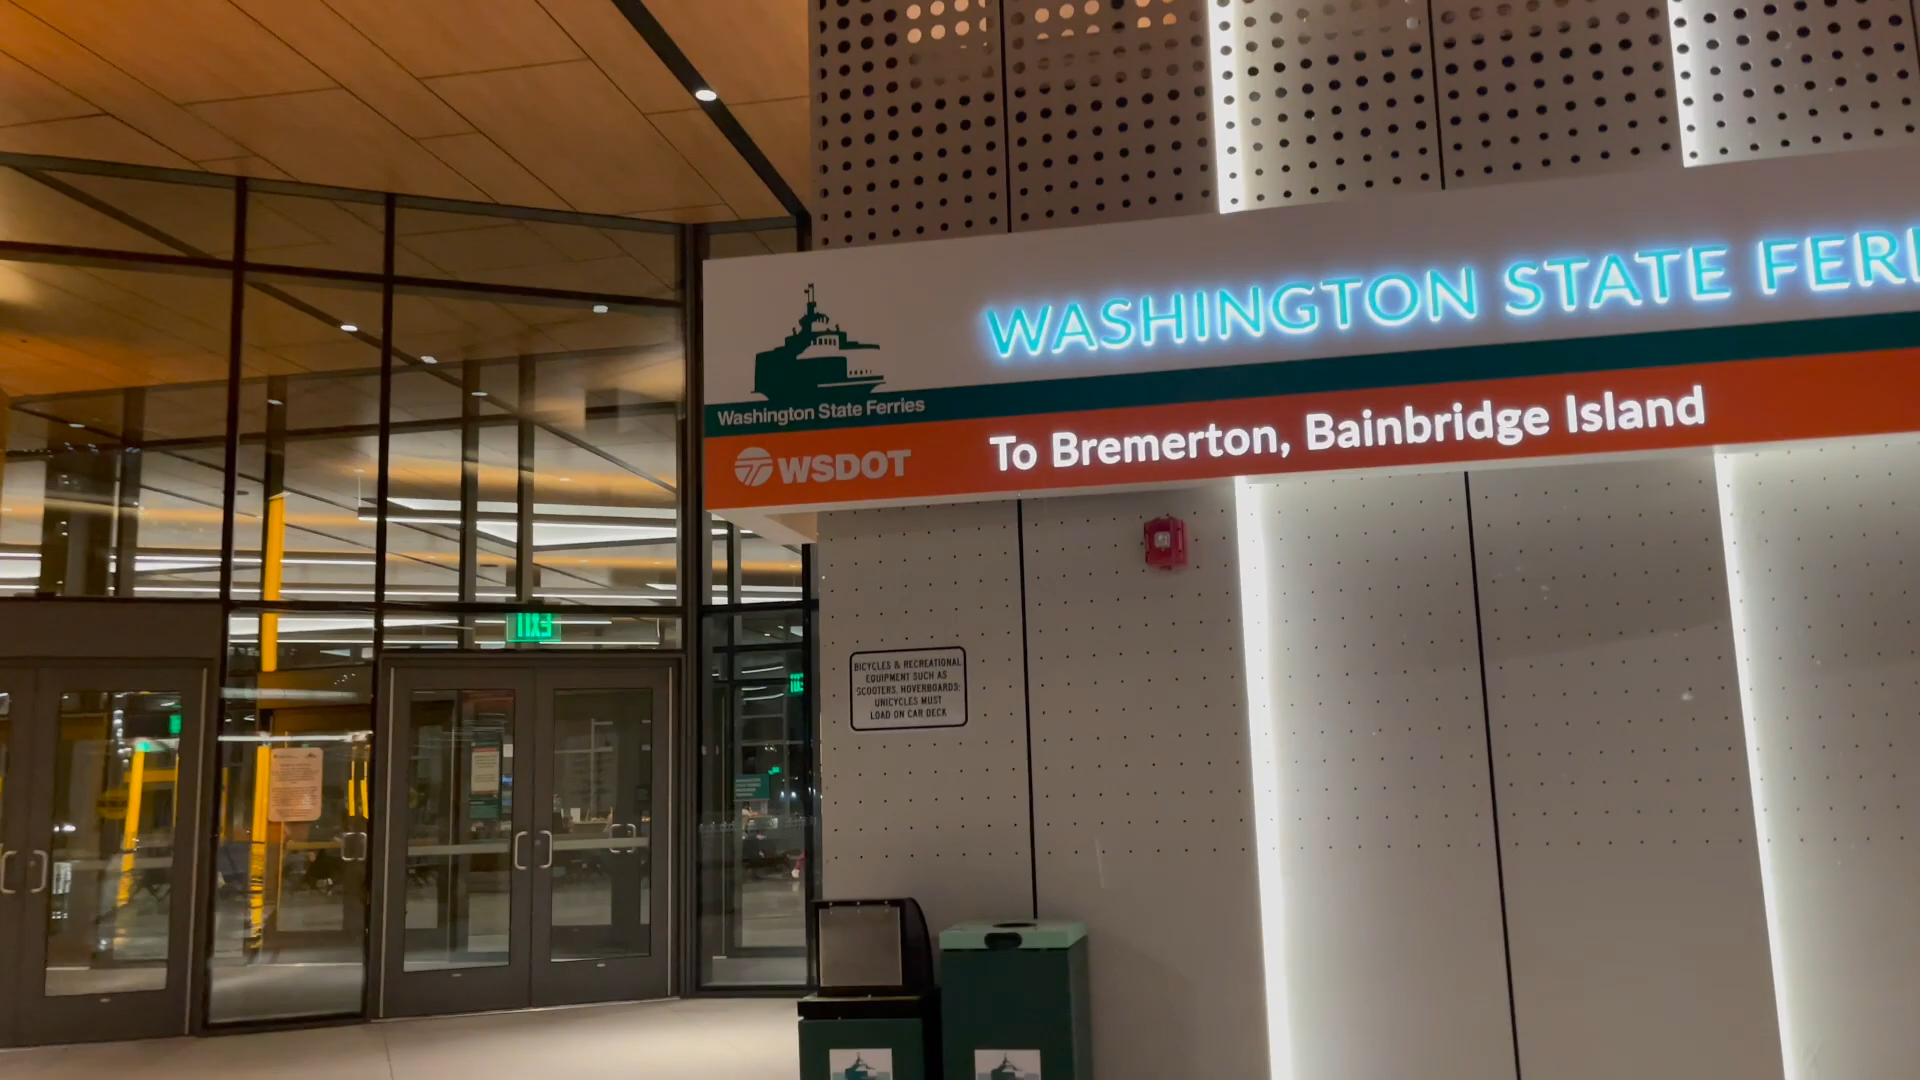 WASHINGTON STATE FERRI
Washington State Ferries
WSDOT
To Bremerton, Bainbridge Island
EXIT
BICYCLES & RECREATIONAL
EQUIPMENT SUCH AS
SCOOTERS, HOVERBOARDS;
UNICYCLES MUST
LOAD ON CAR DECK